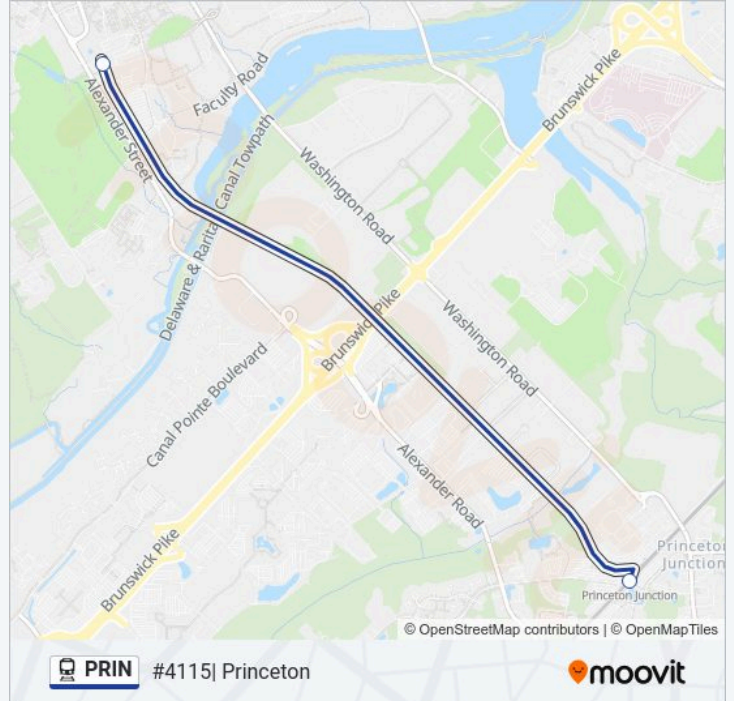 Faculty Road
Brunswick Pike
Alexander Street
Delaware & Raritan Canal Towpath
Washington Road
Brunswick Pike
Washington Road
Canal Pointe Boulevard
Alexander Road
Brunswick Pike
Princeton
Junction
Princeton Junction
© OpenStreetMap contributors | © OpenMapTiles
PRIN #4115| Princeton
moovit